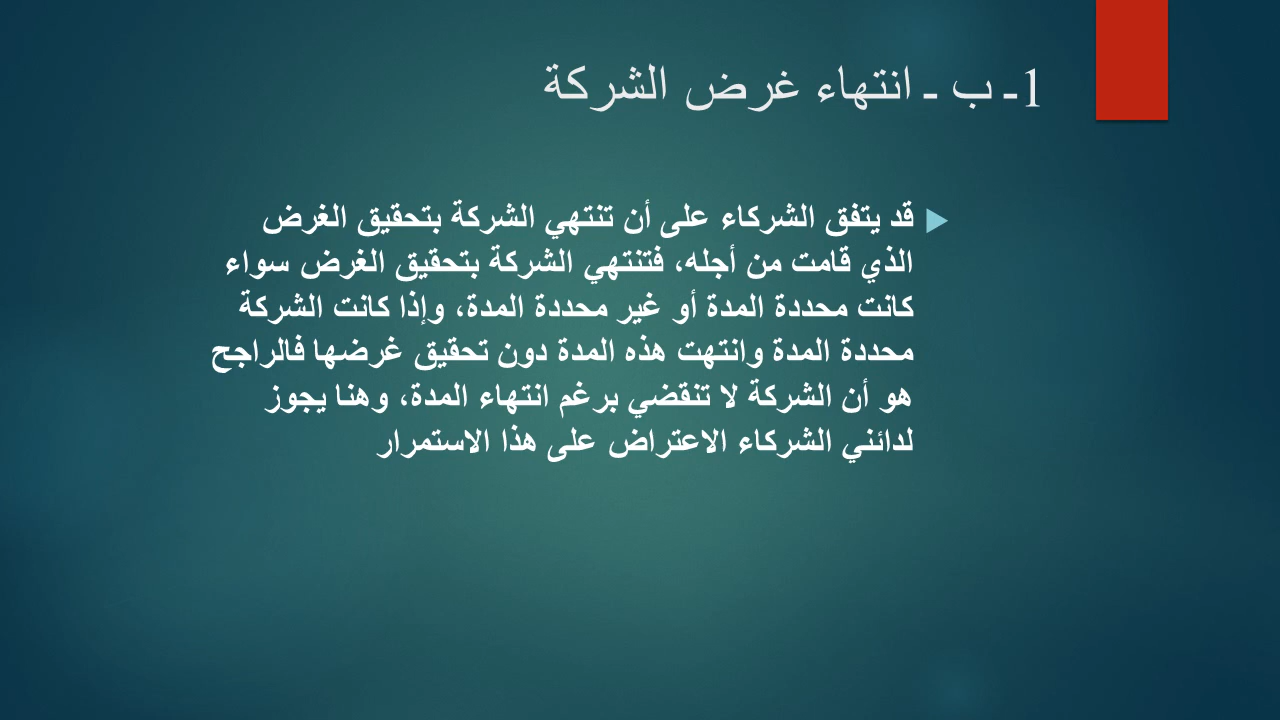 1ـ ب ـ انتهاء غرض الشركة
قد يتفق الشركاء على أن تنتهي الشركة بتحقيق الغرض
الذي قامت من أجله، فتنتهي الشركة بتحقيق الغرض سواء
كانت محددة المدة أو غير محددة المدة، وإذا كانت الشركة
محددة المدة وانتهت هذه المدة دون تحقيق غرضها فالراجح
هو أن الشركة لا تنقضي برغم انتهاء المدة، وهنا يجوز
لدائني الشركاء الاعتراض على هذا الاستمرار